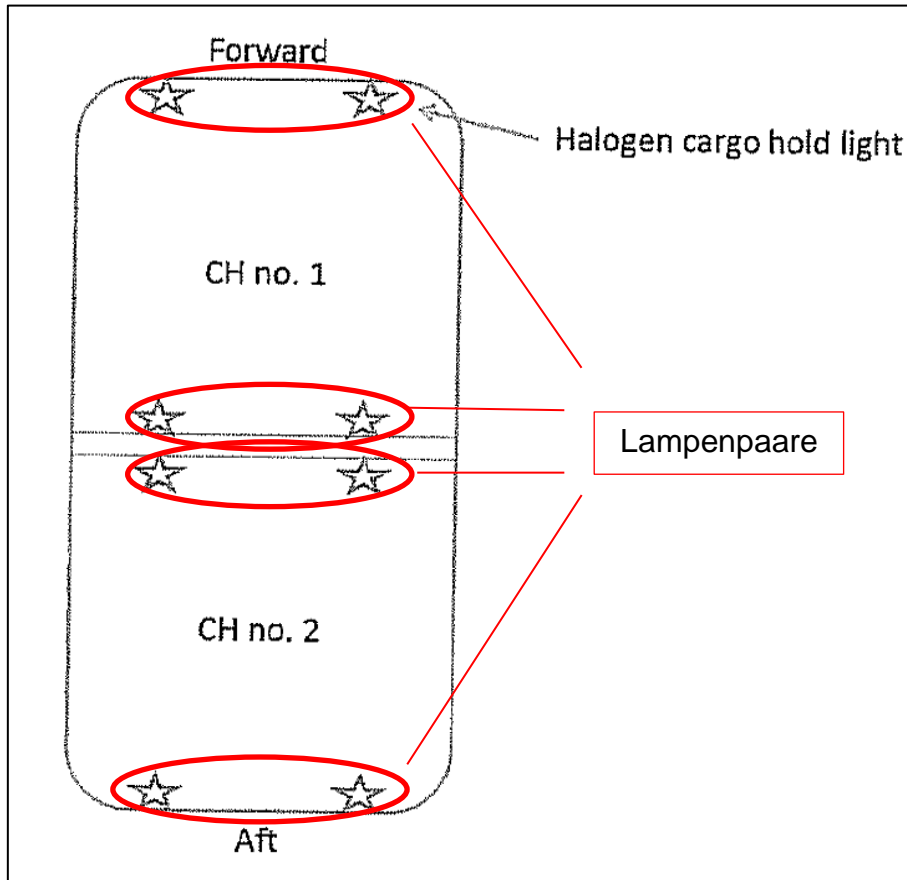 Forward
Halogen cargo hold light
CH no. 1
Lampenpaare
CH no. 2
Aft